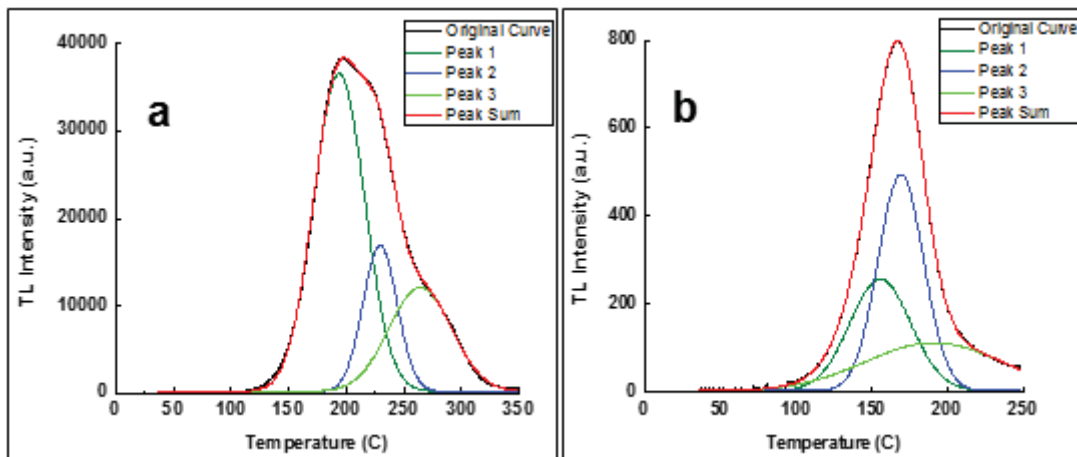 Original Curve
Peak 1
Peak 2
Peak 3
Peak Sum
a
40000
30000
20000
10000
0
0 50 100 150 200 250 300 350
TL Intensity (a.u.)
Temperature (C)
Original Curve
Peak 1
Peak 2
Peak 3
Peak Sum
b
800
600
400
200
0
0 50 100 150 200 250
TL Intensity (a.u.)
Temperature (C)